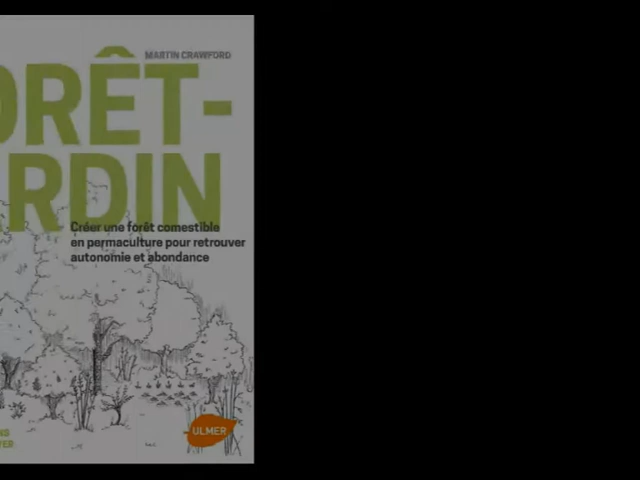 MARTIN CRAWFORD
ORÊT-
RDIN
Créer une forêt comestible
en permaculture pour retrouver
autonomie et abondance
ULMER